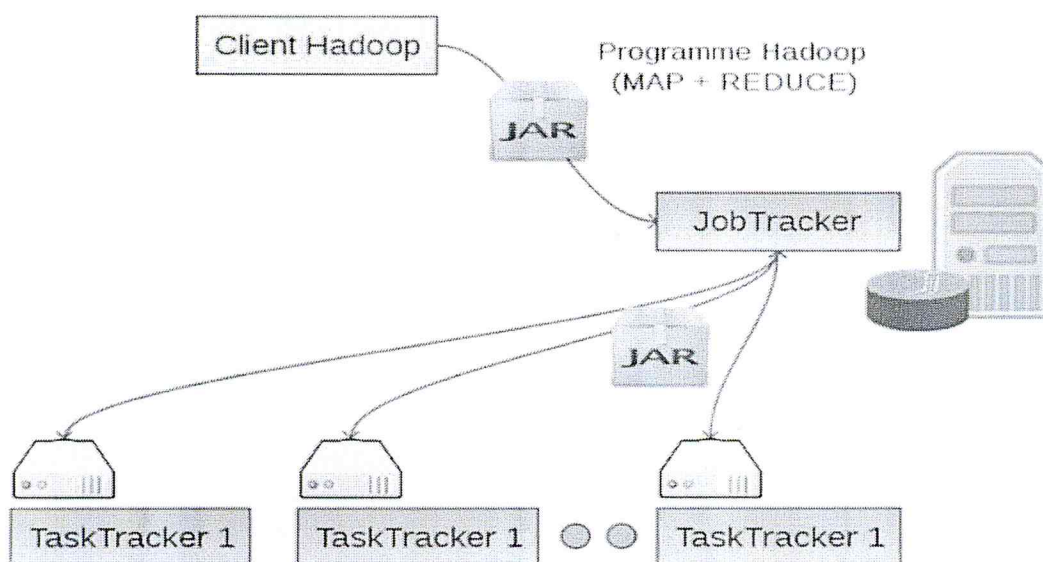 Client Hadoop
Programme Hadoop
(MAP + REDUCE)
JAR
JobTracker
JAR
TaskTracker 1
TaskTracker 1
TaskTracker 1